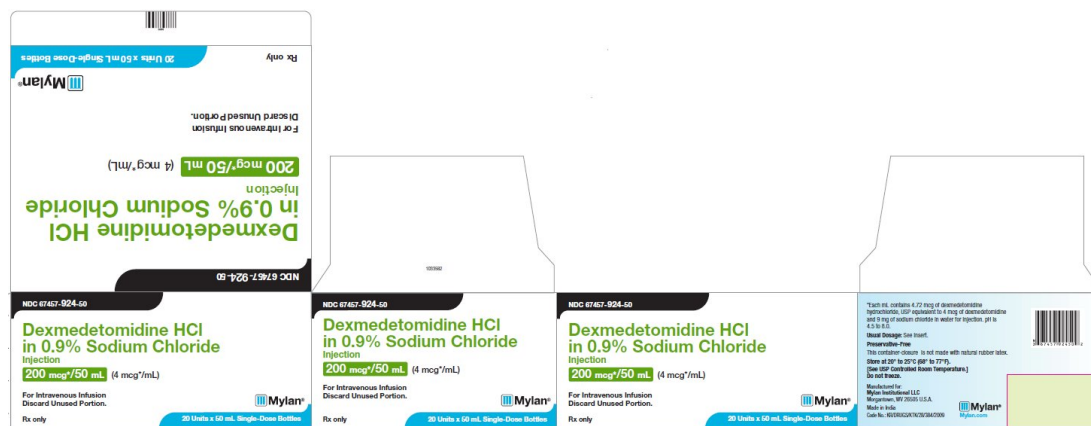 20 Units x 50 mL Single-Dose Bottles
Rx only
Mylan®
Discard Unused Portion.
For Intravenous Infusion
200 mcg*/50 mL (4 mcg*/mL)
Injection
in 0.9% Sodium Chloride
Dexmedetomidine HCl
NDC 67457-924-50
NDC 67457-924-50
Dexmedetomidine HCl
in 0.9% Sodium Chloride
Injection
200 mcg*/50 mL (4 mcg*/mL)
For Intravenous Infusion
Discard Unused Portion.
Mylan®
Rx only
20 Units x 50 mL Single-Dose Bottles
NDC 67457-924-50
Dexmedetomidine HCl
in 0.9% Sodium Chloride
Injection
200 mcg*/50 mL (4 mcg*/mL)
For Intravenous Infusion
Discard Unused Portion.
Mylan®
Rx only
20 Units x 50 mL Single-Dose Bottles
NDC 67457-924-50
Dexmedetomidine HCl
in 0.9% Sodium Chloride
Injection
200 mcg*/50 mL (4 mcg*/mL)
For Intravenous Infusion
Discard Unused Portion.
Mylan®
Rx only
20 Units x 50 mL Single-Dose Bottles
*Each mL contains 4.72 mcg of dexmedetomidine
hydrochloride, USP equivalent to 4 mcg of dexmedetomidine
and 9 mg of sodium chloride in water for injection. pH is
4.5 to 8.0.
Usual Dosage: See insert.
Preservative-Free
This container closure is not made with natural rubber latex.
Store at 20° to 25°C (68° to 77°F).
[See USP Controlled Room Temperature.]
Do not freeze.
Manufactured for:
Mylan Institutional LLC
Morgantown, WV 26505 U.S.A.
Made in India
Mylan®
Mylan.com